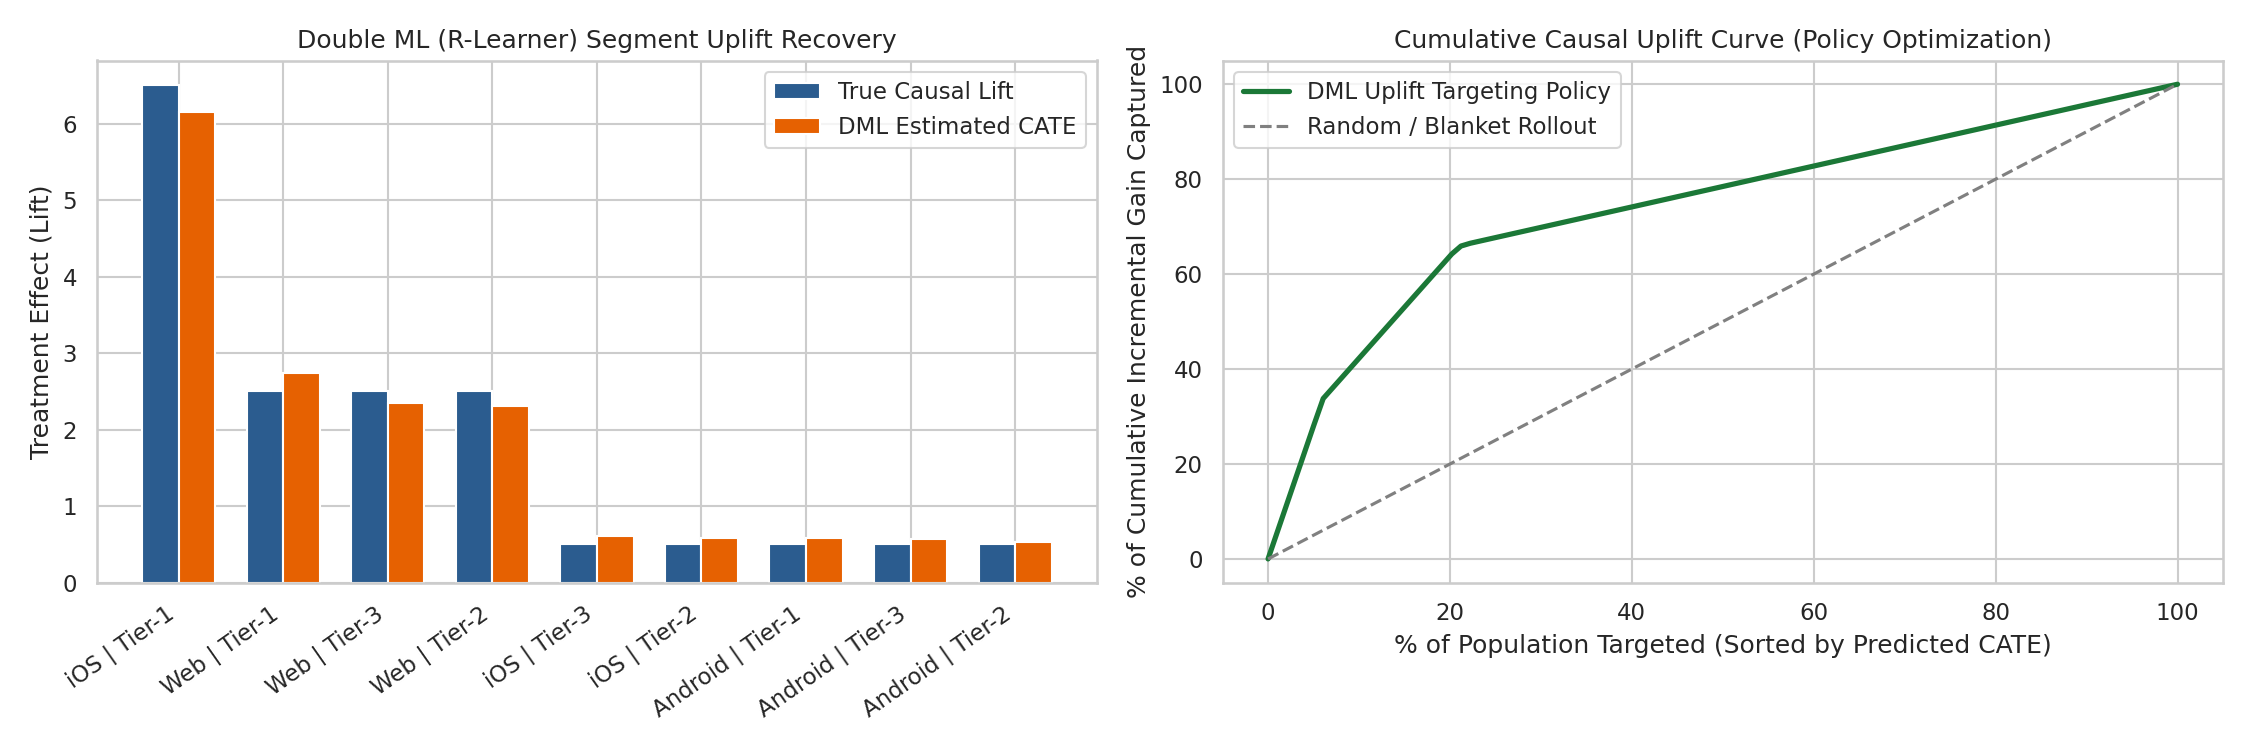 Double ML (R-Learner) Segment Uplift Recovery
True Causal Lift
DML Estimated CATE
Treatment Effect (Lift)
6
5
4
3
2
1
0
iOS | Tier-1
Web | Tier-1
Web | Tier-3
Web | Tier-2
iOS | Tier-3
iOS | Tier-2
Android | Tier-1
Android | Tier-3
Android | Tier-2
Cumulative Causal Uplift Curve (Policy Optimization)
DML Uplift Targeting Policy
Random / Blanket Rollout
% of Cumulative Incremental Gain Captured
100
80
60
40
20
0
0
20
40
60
80
100
% of Population Targeted (Sorted by Predicted CATE)